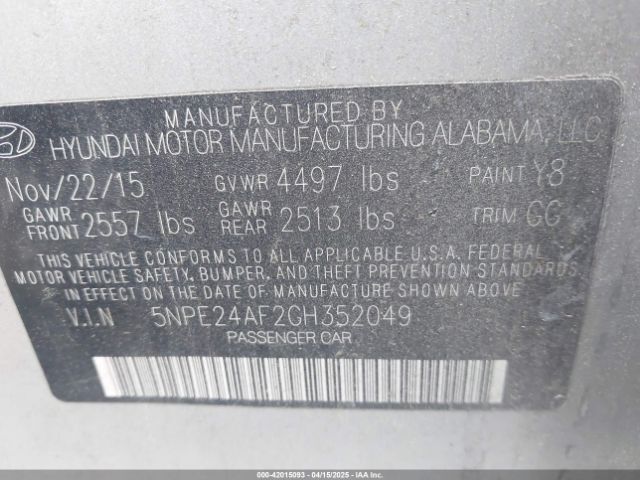 MANUFACTURED BY
HYUNDAI MOTOR MANUFACTURING ALABAMA, LLC
Nov/22/15 GVWR 4497 lbs PAINT Y8
GAWR FRONT 2557 lbs GAWR REAR 2513 lbs TRIM GG
THIS VEHICLE CONFORMS TO ALL APPLICABLE U.S.A. FEDERAL
MOTOR VEHICLE SAFETY, BUMPER, AND THEFT PREVENTION STANDARDS
IN EFFECT ON THE DATE OF MANUFACTURE SHOWN ABOVE.
V.I.N 5NPE24AF2GH352049
PASSENGER CAR
000-42015093 04/15/2025 #AUCTIONS